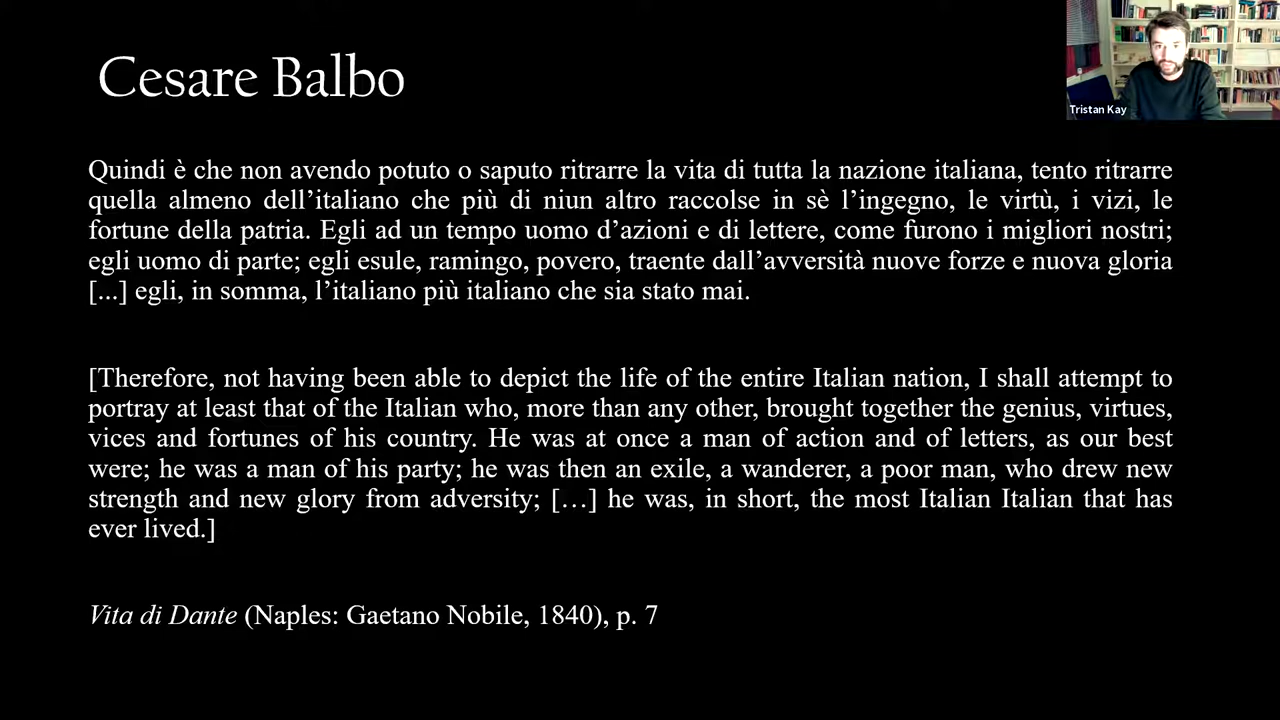 Cesare Balbo
Tristan Kay
Quindi è che non avendo potuto o saputo ritrarre la vita di tutta la nazione italiana, tento ritrarre
quella almeno dell’italiano che più di niun altro raccolse in sè l’ingegno, le virtù, i vizi, le
fortune della patria. Egli ad un tempo uomo d’azioni e di lettere, come furono i migliori nostri;
egli uomo di parte; egli esule, ramingo, povero, traente dall’avversità nuove forze e nuova gloria
[...] egli, in somma, l’italiano più italiano che sia stato mai.
[Therefore, not having been able to depict the life of the entire Italian nation, I shall attempt to
portray at least that of the Italian who, more than any other, brought together the genius, virtues,
vices and fortunes of his country. He was at once a man of action and of letters, as our best
were; he was a man of his party; he was then an exile, a wanderer, a poor man, who drew new
strength and new glory from adversity; […] he was, in short, the most Italian Italian that has
ever lived.]
Vita di Dante (Naples: Gaetano Nobile, 1840), p. 7